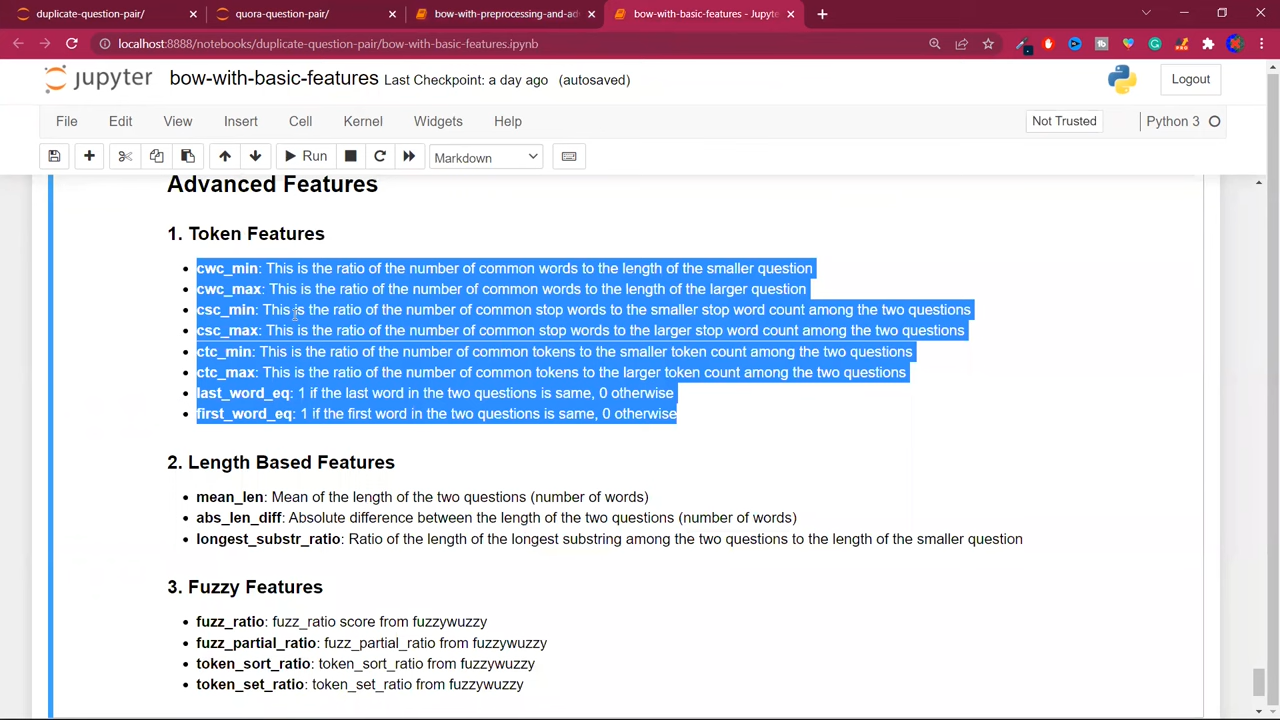 duplicate-question-pair/
quora-question-pair/
bow-with-preprocessing-and-ad
bow-with-basic-features - Jupyte
localhost:8888/notebooks/duplicate-question-pair/bow-with-basic-features.ipynb
jupyter bow-with-basic-features Last Checkpoint: a day ago (autosaved)
Logout
File Edit View Insert Cell Kernel Widgets Help
Not Trusted
Python 3
Run
Markdown
Advanced Features
1. Token Features
cwc_min: This is the ratio of the number of common words to the length of the smaller question
cwc_max: This is the ratio of the number of common words to the length of the larger question
csc_min: This is the ratio of the number of common stop words to the smaller stop word count among the two questions
csc_max: This is the ratio of the number of common stop words to the larger stop word count among the two questions
ctc_min: This is the ratio of the number of common tokens to the smaller token count among the two questions
ctc_max: This is the ratio of the number of common tokens to the larger token count among the two questions
last_word_eq: 1 if the last word in the two questions is same, 0 otherwise
first_word_eq: 1 if the first word in the two questions is same, 0 otherwise
2. Length Based Features
mean_len: Mean of the length of the two questions (number of words)
abs_len_diff: Absolute difference between the length of the two questions (number of words)
longest_substr_ratio: Ratio of the length of the longest substring among the two questions to the length of the smaller question
3. Fuzzy Features
fuzz_ratio: fuzz_ratio score from fuzzywuzzy
fuzz_partial_ratio: fuzz_partial_ratio from fuzzywuzzy
token_sort_ratio: token_sort_ratio from fuzzywuzzy
token_set_ratio: token_set_ratio from fuzzywuzzy